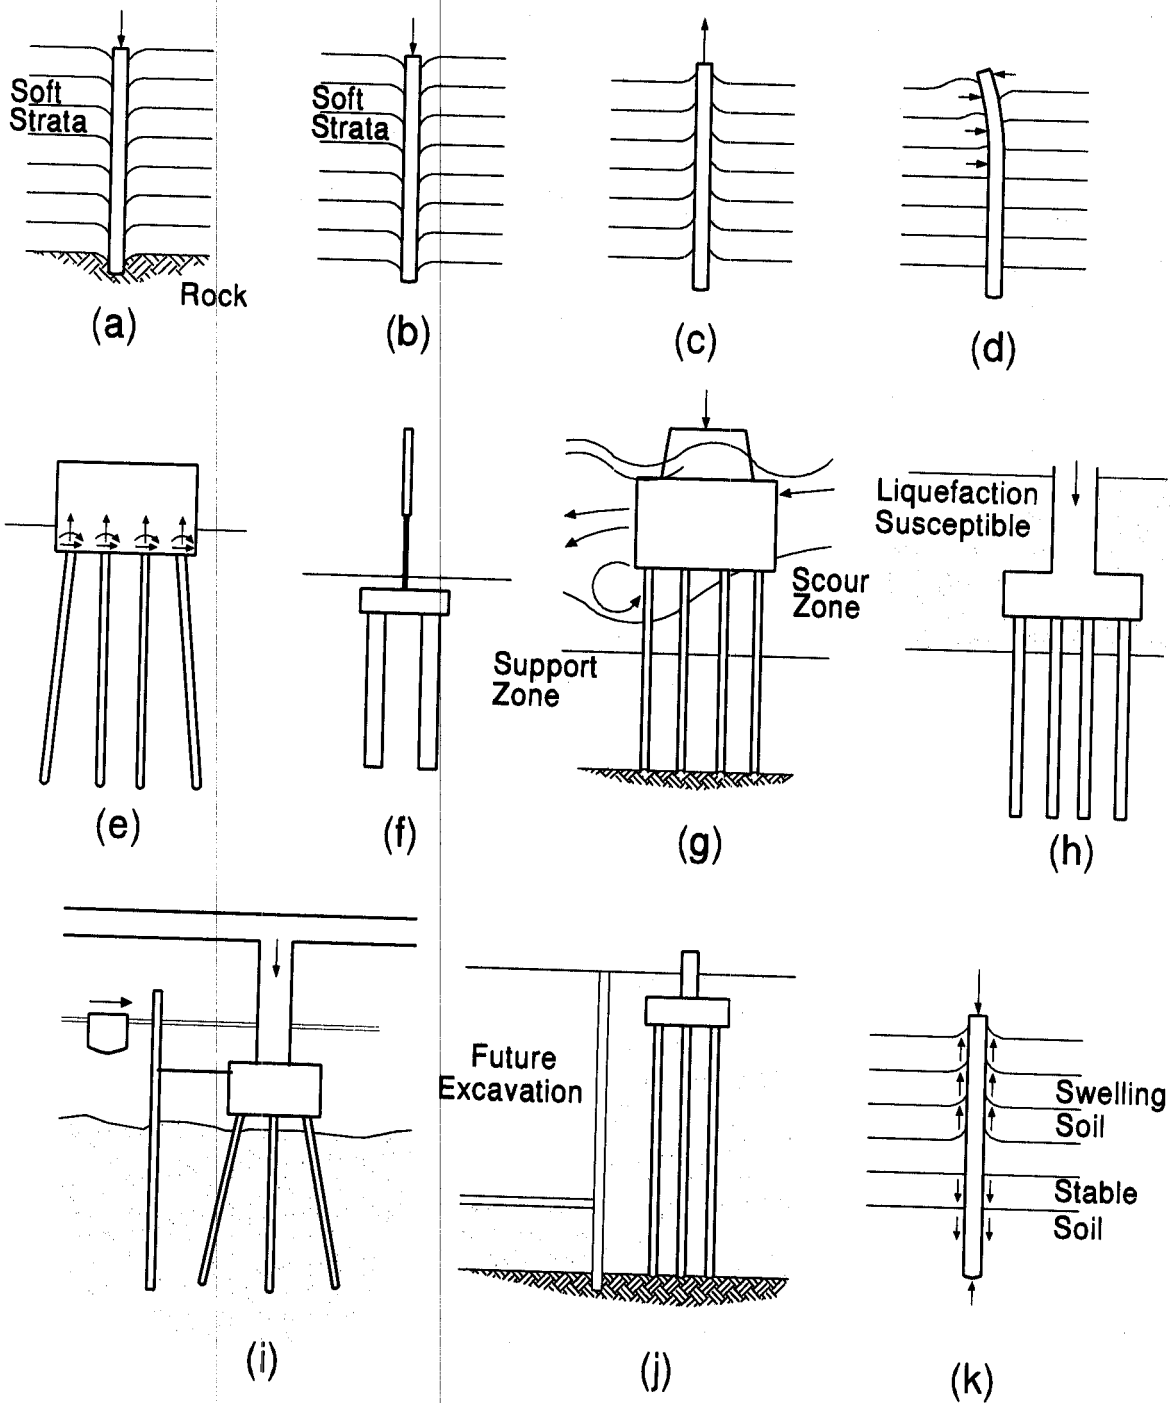 Soft
Strata
Rock
(a)
Soft
Strata
(b)
(c)
(d)
(e)
(f)
Scour
Zone
Support
Zone
(g)
Liquefaction
Susceptible
(h)
(i)
Future
Excavation
(j)
Swelling
Soil
Stable
Soil
(k)